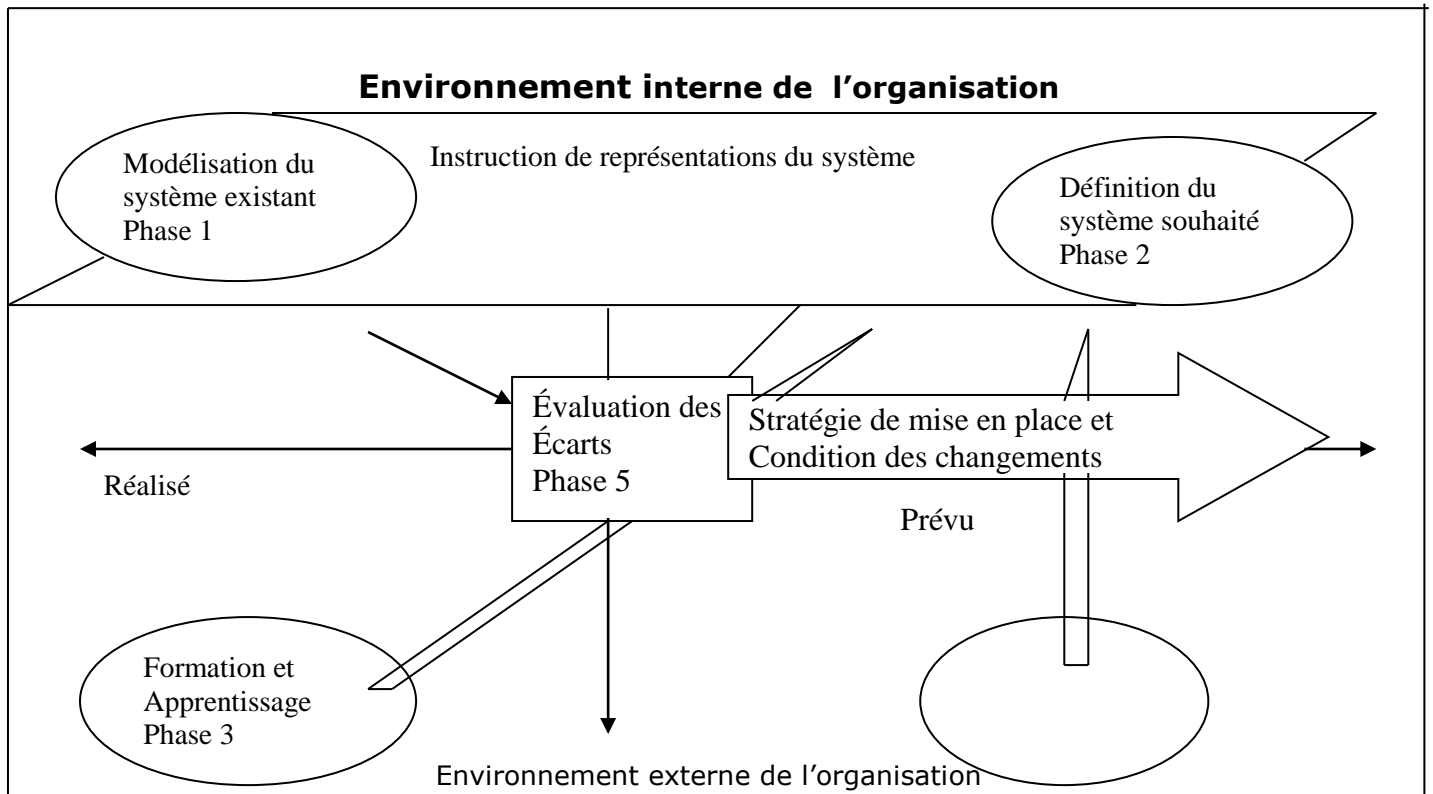 Environnement interne de l'organisation
Instruction de représentations du système
Modélisation du
système existant
Phase 1
Définition du
système souhaité
Phase 2
Évaluation des
Écarts
Phase 5
Stratégie de mise en place et
Condition des changements
Réalisé
Prévu
Formation et
Apprentissage
Phase 3
Environnement externe de l'organisation